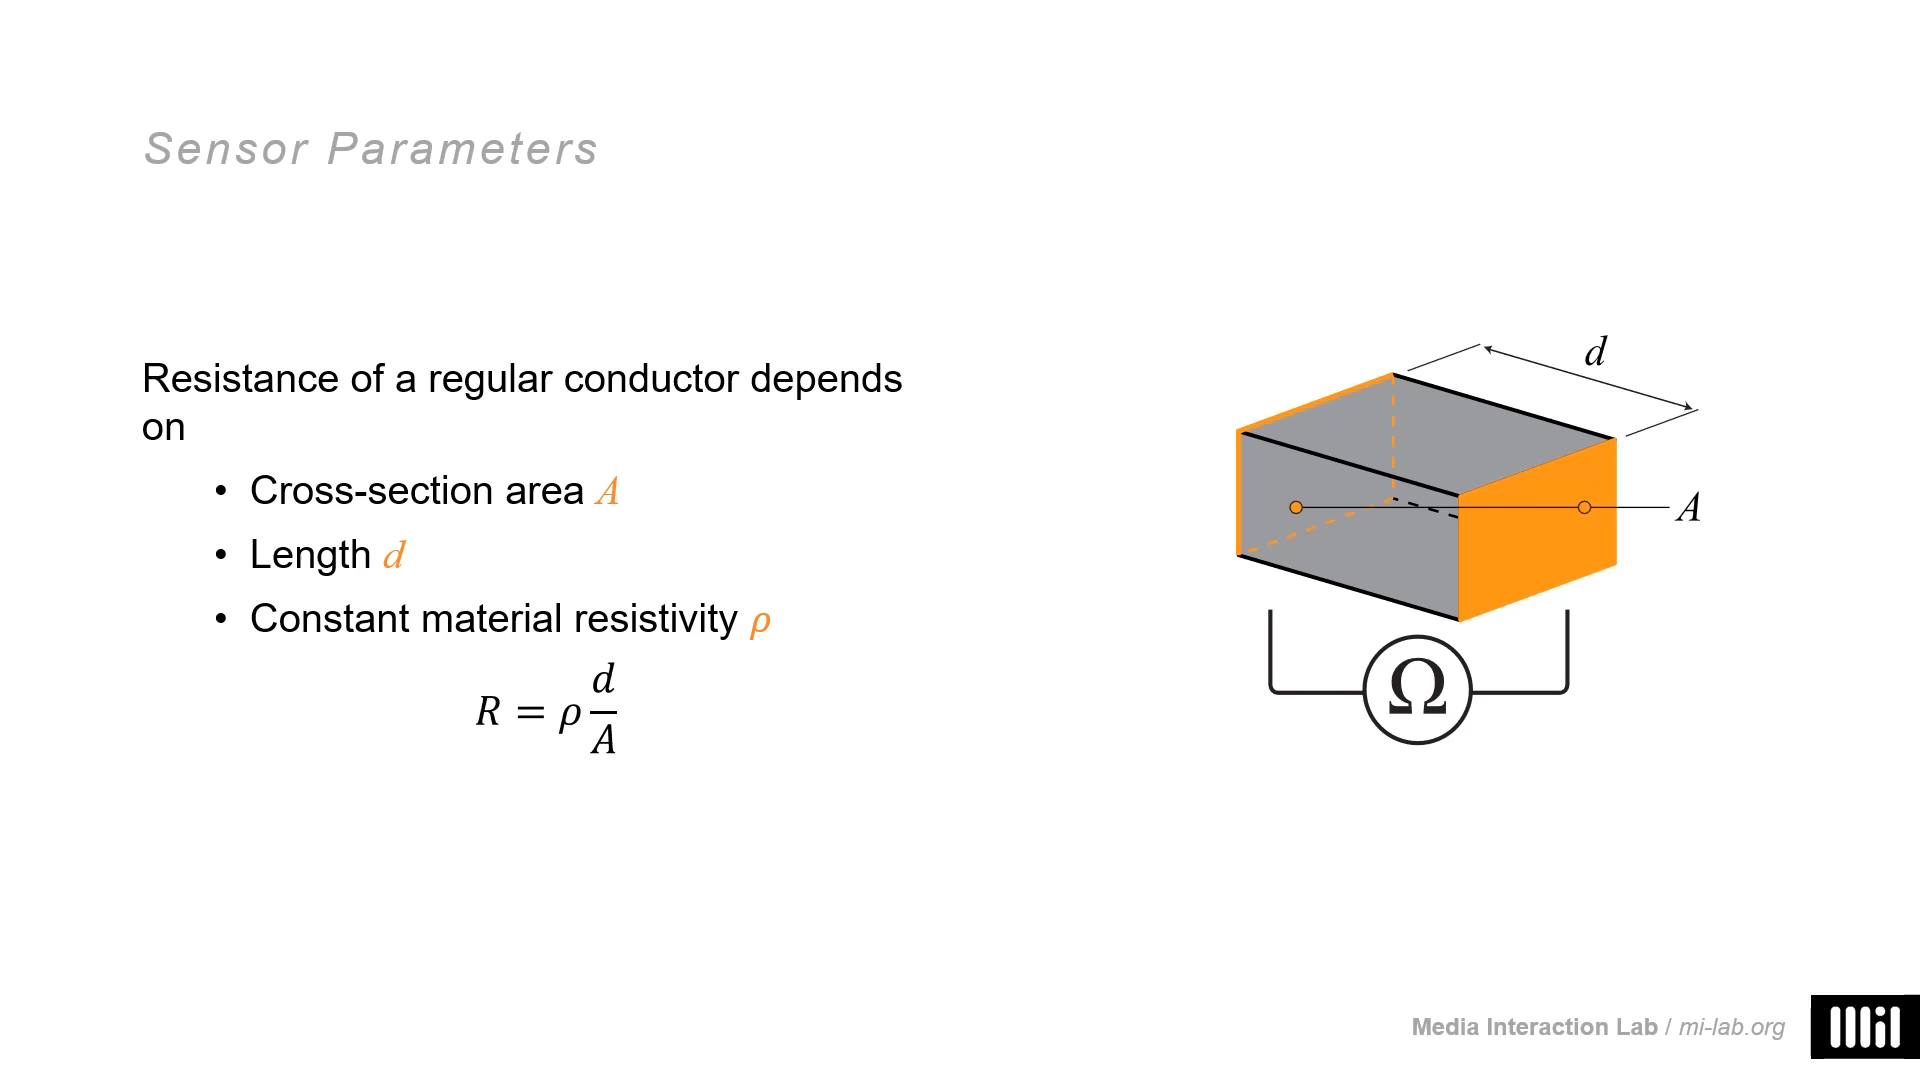 Sensor Parameters
Resistance of a regular conductor depends
on
• Cross-section area A
• Length d
• Constant material resistivity ρ
R = ρ d/A
d
A
Ω
Media Interaction Lab / mi-lab.org